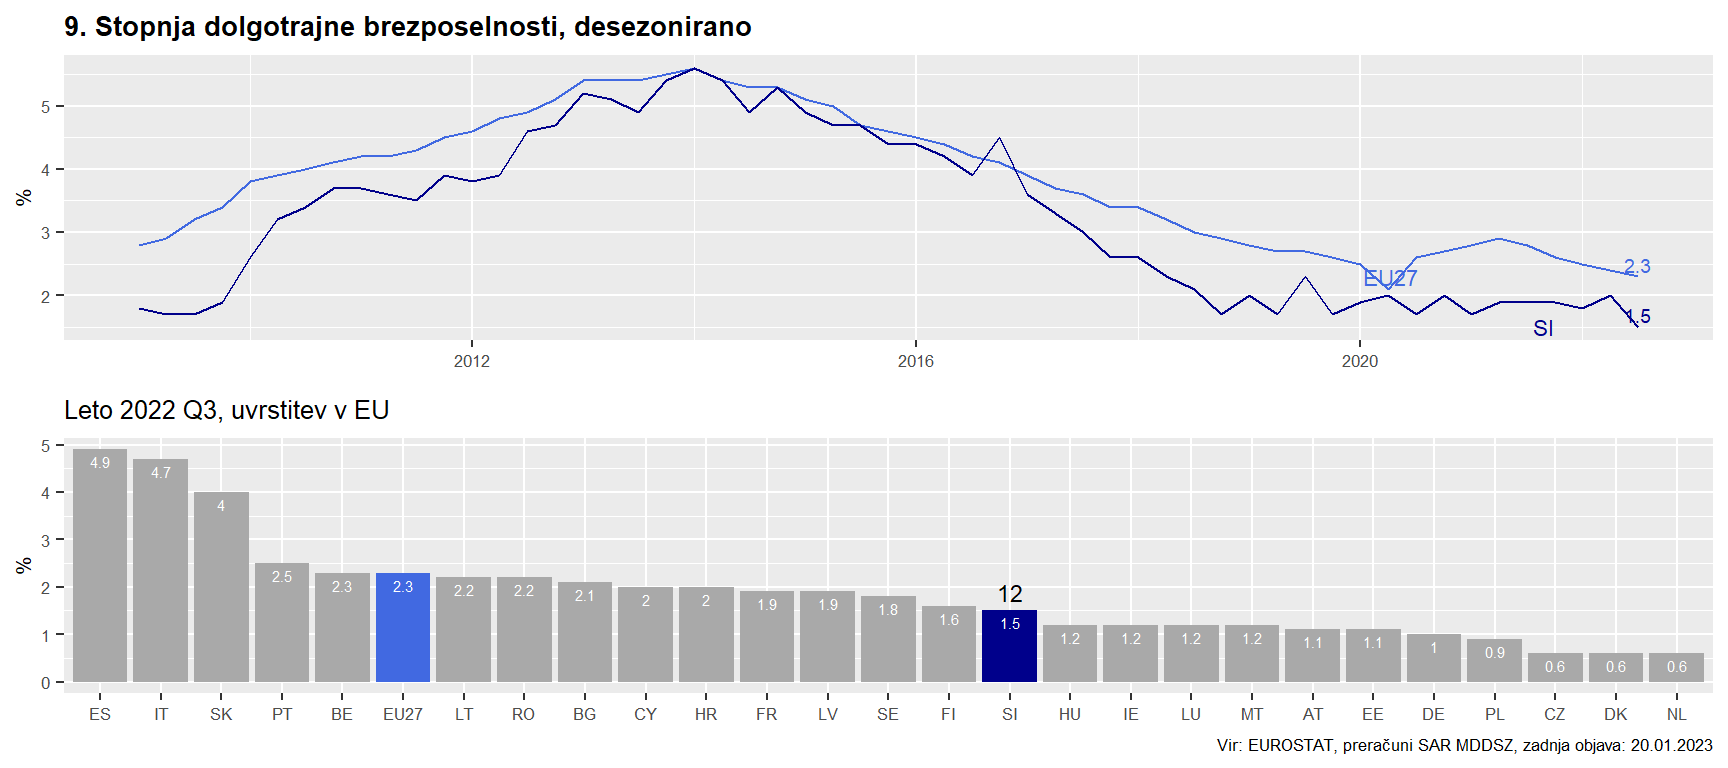 9. Stopnja dolgotrajne brezposelnosti, desezonirano
%
5
4
3
2
EU27
2.3
1.5
SI
2012 2016 2020
Leto 2022 Q3, uvrstitev v EU
%
5
4
3
2
1
0
12
4.9 4.7 4 2.5 2.3 2.3 2.2 2.2 2.1 2 2 1.9 1.9 1.8 1.6 1.5 1.2 1.2 1.2 1.2 1.1 1.1 1 0.9 0.6 0.6 0.6
ES IT SK PT BE EU27 LT RO BG CY HR FR LV SE FI SI HU IE LU MT AT EE DE PL CZ DK NL
Vir: EUROSTAT, preračuni SAR MDDSZ, zadnja objava: 20.01.2023